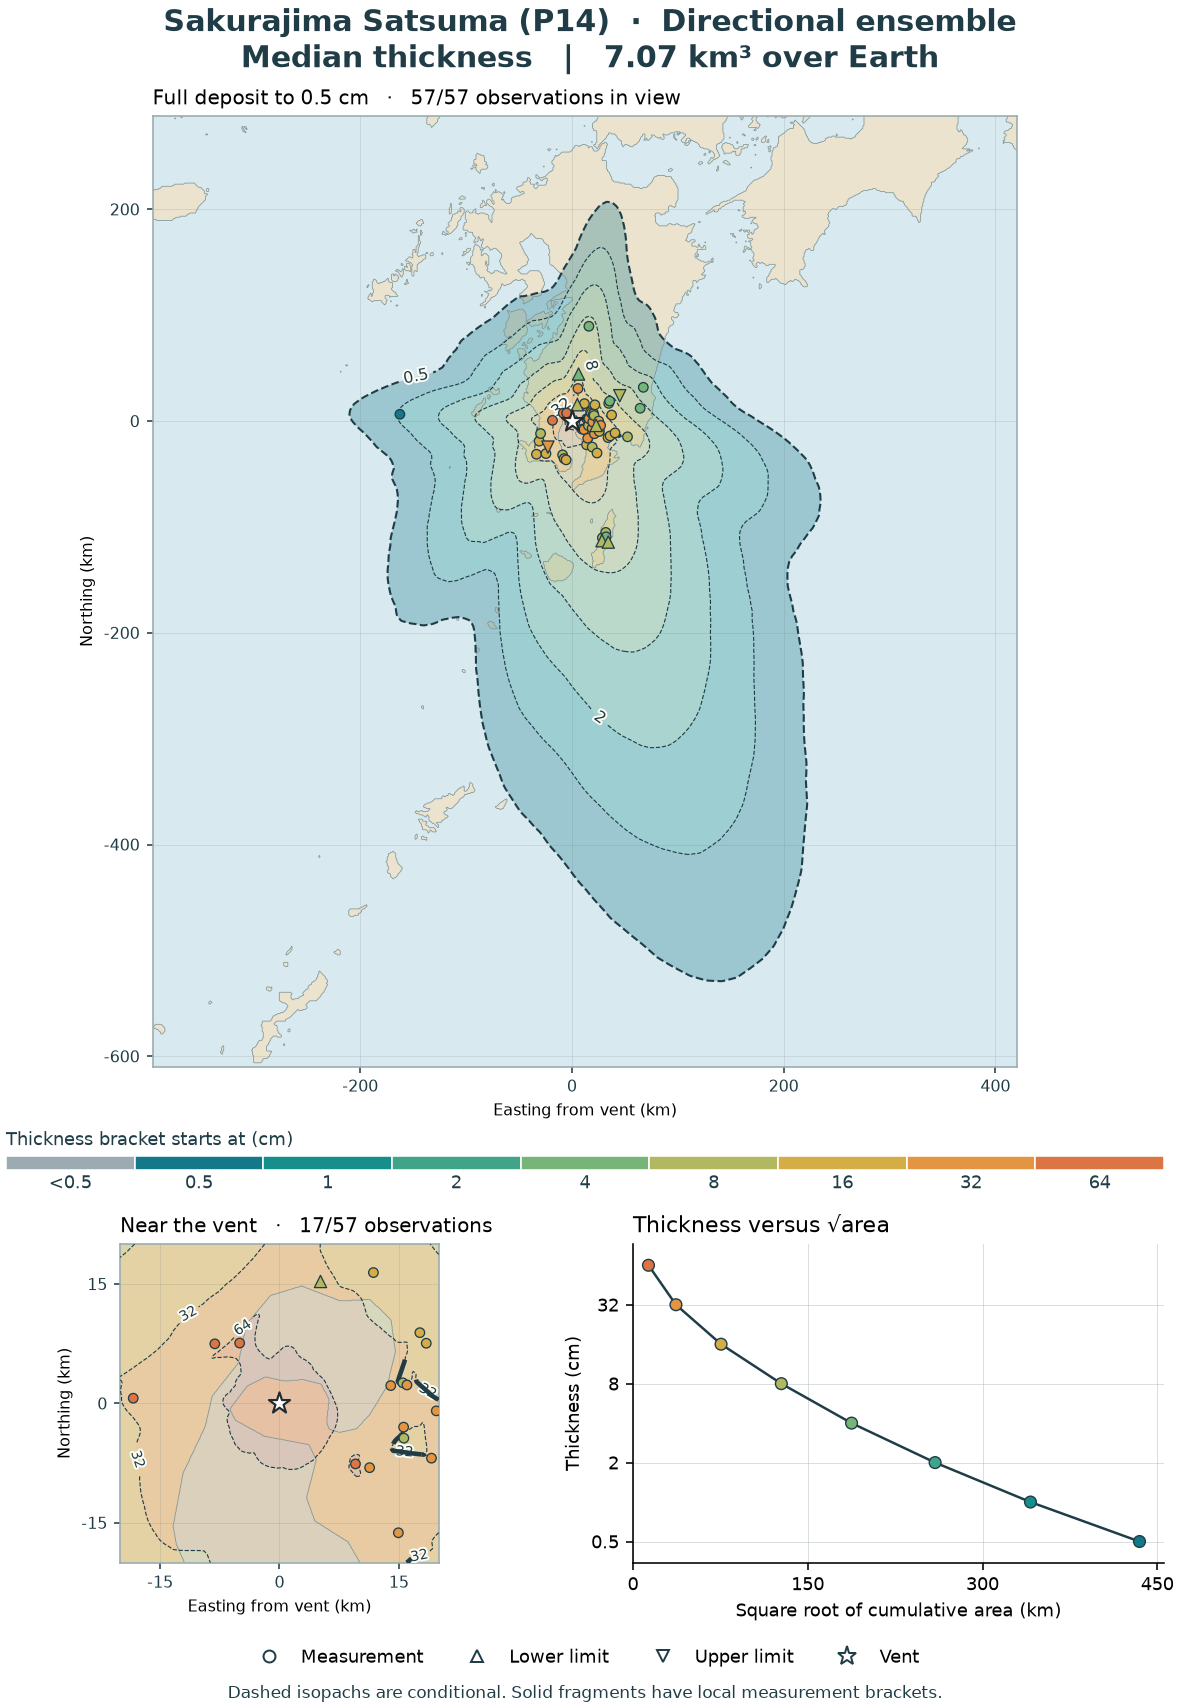 Sakurajima Satsuma (P14)  ·  Directional ensemble
Median thickness   |   7.07 km³ over Earth
Full deposit to 0.5 cm   ·   57/57 observations in view
200
0
-200
-400
-600
Northing (km)
0.5
8
32
2
-200
0
200
400
Easting from vent (km)
Thickness bracket starts at (cm)
<0.5
0.5
1
2
4
8
16
32
64
Near the vent   ·   17/57 observations
15
0
-15
Northing (km)
32
64
32
32
32
32
-15
0
15
Easting from vent (km)
Thickness versus √area
32
8
2
0.5
Thickness (cm)
0
150
300
450
Square root of cumulative area (km)
Measurement
Lower limit
Upper limit
Vent
Dashed isopachs are conditional. Solid fragments have local measurement brackets.